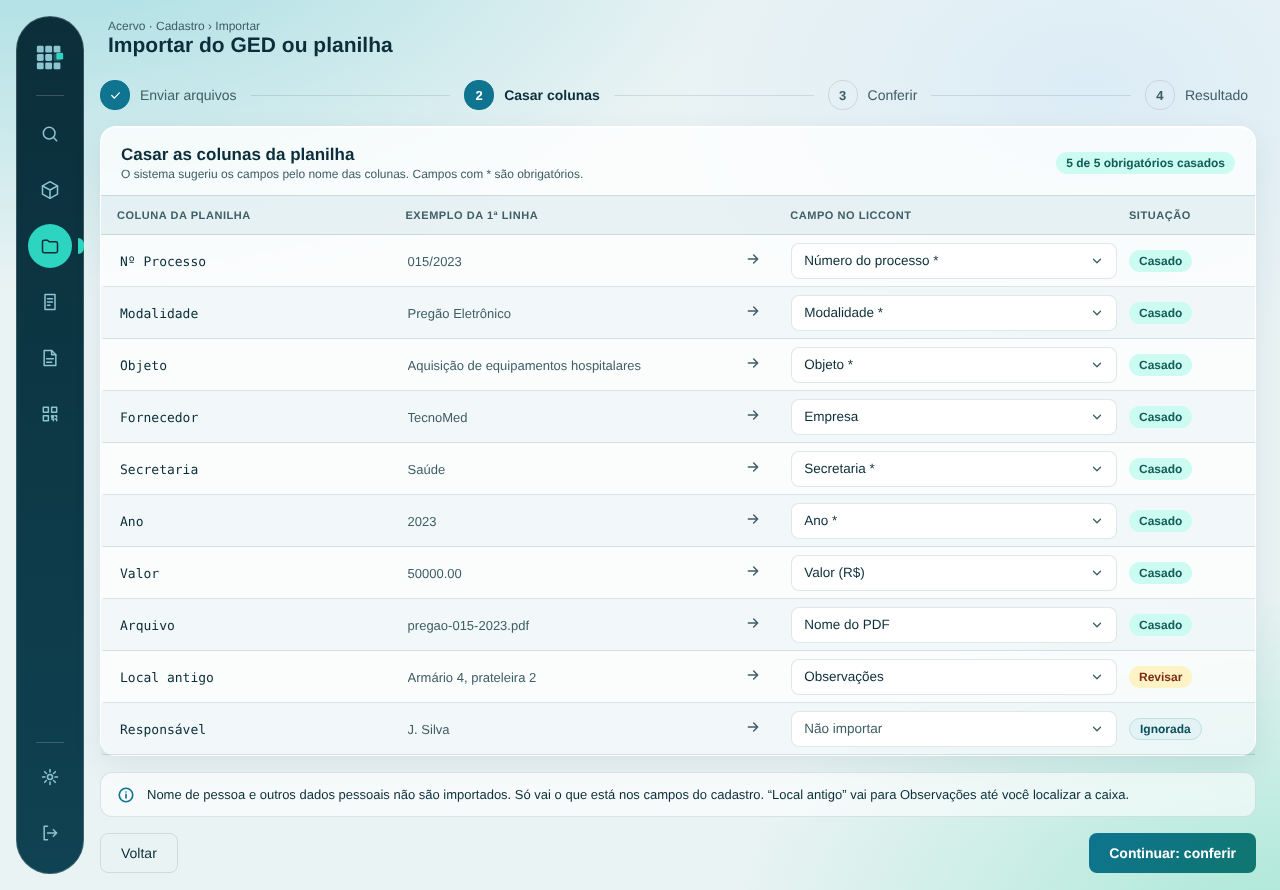 Acervo · Cadastro › Importar
Importar do GED ou planilha
Enviar arquivos
2 Casar colunas
3 Conferir
4 Resultado
Casar as colunas da planilha
O sistema sugeriu os campos pelo nome das colunas. Campos com * são obrigatórios.
5 de 5 obrigatórios casados
COLUNA DA PLANILHA EXEMPLO DA 1ª LINHA CAMPO NO LICCONT SITUAÇÃO
Nº Processo 015/2023 → Número do processo * Casado
Modalidade Pregão Eletrônico → Modalidade * Casado
Objeto Aquisição de equipamentos hospitalares → Objeto * Casado
Fornecedor TecnoMed → Empresa Casado
Secretaria Saúde → Secretaria * Casado
Ano 2023 → Ano * Casado
Valor 50000.00 → Valor (R$) Casado
Arquivo pregao-015-2023.pdf → Nome do PDF Casado
Local antigo Armário 4, prateleira 2 → Observações Revisar
Responsável J. Silva → Não importar Ignorada
Nome de pessoa e outros dados pessoais não são importados. Só vai o que está nos campos do cadastro. “Local antigo” vai para Observações até você localizar a caixa.
Voltar
Continuar: conferir